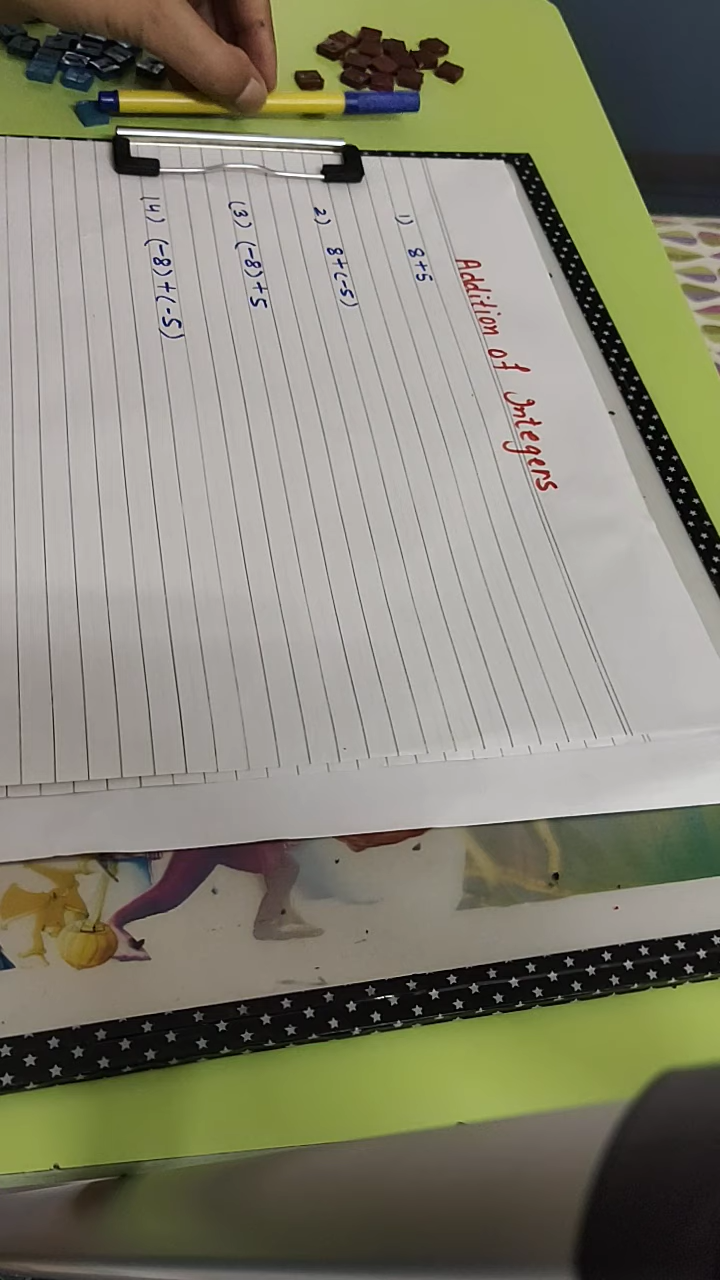 Addition of Integers
1) 8+5
2) 8+(-5)
(3) (-8)+5
(4) (-8)+(-5)